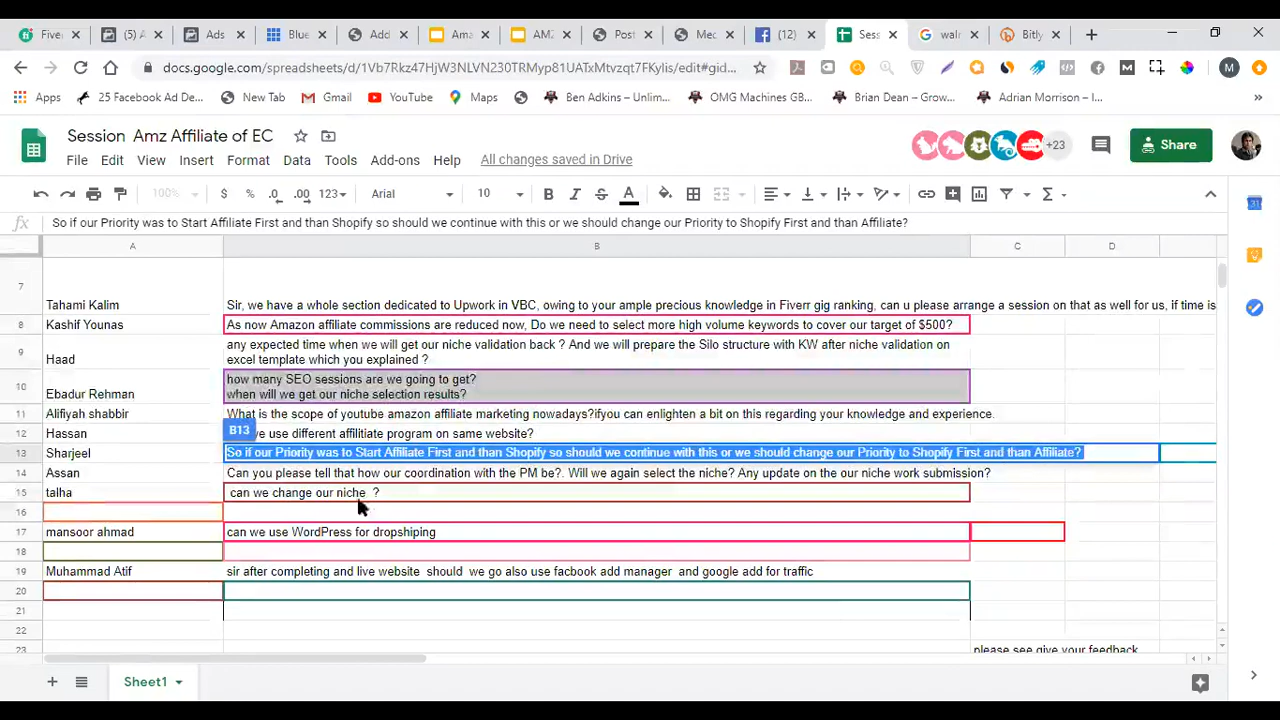 Five
(5) A
Ads
Blue
Add
Ama
AMZ
Post
Mec
(12)
Sess
walr
Bitly
docs.google.com/spreadsheets/d/1Vb7Rkz47HjW3NLVN230TRMyp81UATxMtvzqt7FKylis/edit#gid...
M
Apps
25 Facebook Ad De...
New Tab
Gmail
YouTube
Maps
Ben Adkins – Unlim...
OMG Machines GB...
Brian Dean – Grow...
Adrian Morrison – I...
Session Amz Affiliate of EC
+23
Share
File Edit View Insert Format Data Tools Add-ons Help All changes saved in Drive
100% $ % .0 .00 123 Arial 10 B I S A
fx So if our Priority was to Start Affiliate First and than Shopify so should we continue with this or we should change our Priority to Shopify First and than Affiliate?
A B C D
7 Tahami Kalim Sir, we have a whole section dedicated to Upwork in VBC, owing to your ample precious knowledge in Fiverr gig ranking, can u please arrange a session on that as well for us, if time is
8 Kashif Younas As now Amazon affiliate commissions are reduced now, Do we need to select more high volume keywords to cover our target of $500?
any expected time when we will get our niche validation back ? And we will prepare the Silo structure with KW after niche validation on
9 Haad excel template which you explained ?
how many SEO sessions are we going to get?
10 Ebadur Rehman when will we get our niche selection results?
11 Alifiyah shabbir What is the scope of youtube amazon affiliate marketing nowadays?ifyou can enlighten a bit on this regarding your knowledge and experience.
B13
12 Hassan ve use different affilitiate program on same website?
13 Sharjeel So if our Priority was to Start Affiliate First and than Shopify so should we continue with this or we should change our Priority to Shopify First and than Affiliate?
14 Assan Can you please tell that how our coordination with the PM be?. Will we again select the niche? Any update on the our niche work submission?
15 talha can we change our niche ?
16
17 mansoor ahmad can we use WordPress for dropshiping
18
19 Muhammad Atif sir after completing and live website should we go also use facbook add manager and google add for traffic
20
21
22
23 please see give your feedback
Sheet1